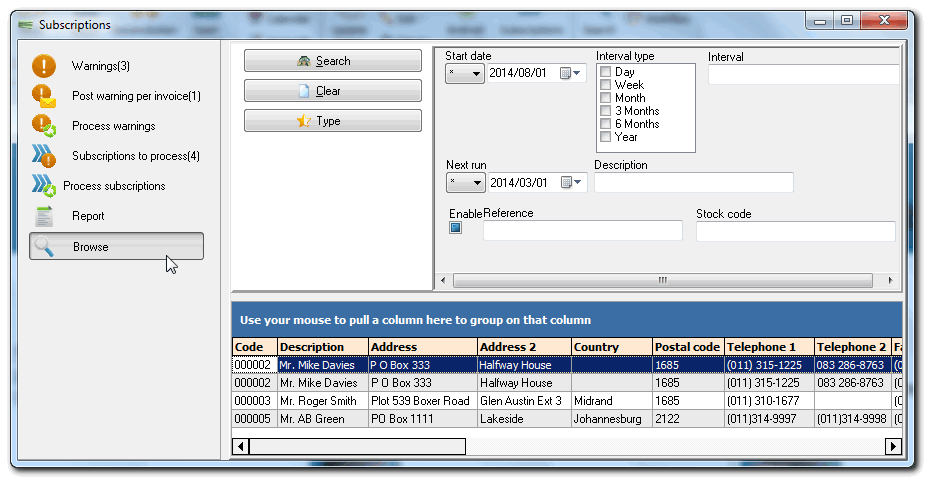 Subscriptions
Warnings(3)
Post warning per invoice(1)
Process warnings
Subscriptions to process(4)
Process subscriptions
Report
Browse
Search
Clear
Type
Start date
* 2014/08/01
Interval type
Day
Week
Month
3 Months
6 Months
Year
Interval
Next run
* 2014/03/01
Description
Enable Reference
Stock code
Use your mouse to pull a column here to group on that column
Code Description Address Address 2 Country Postal code Telephone 1 Telephone 2 Fa
000002 Mr. Mike Davies P O Box 333 Halfway House 1685 (011) 315-1225 083 286-8763 (0
000002 Mr. Mike Davies P O Box 333 Halfway House 1685 (011) 315-1225 083 286-8763 (0
000003 Mr. Roger Smith Plot 539 Boxer Road Glen Austin Ext 3 Midrand 1685 (011) 310-1677 (0
000005 Mr. AB Green PO Box 1111 Lakeside Johannesburg 2122 (011)314-9997 (011)314-9998 (0